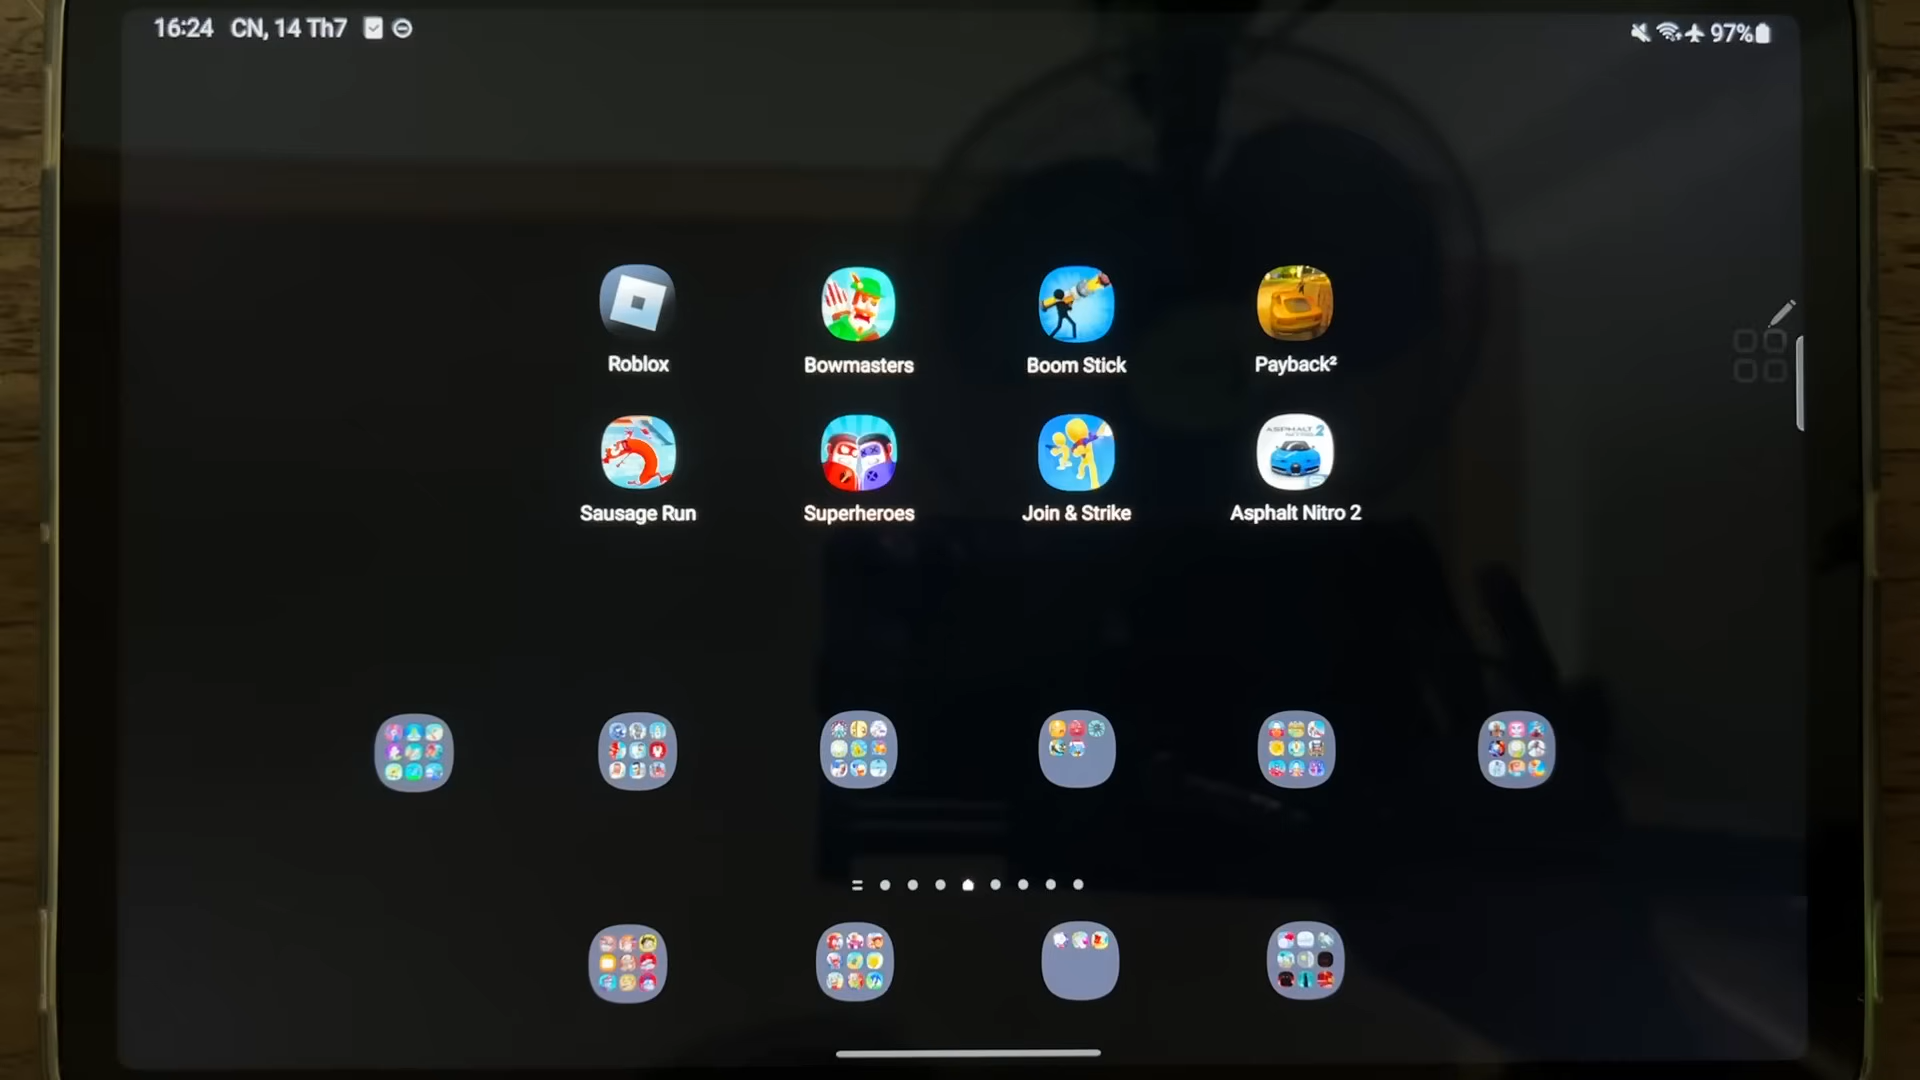 16:24 CN, 14 Th7 97%
Roblox Bowmasters Boom Stick Payback²
Sausage Run Superheroes Join & Strike Asphalt Nitro 2